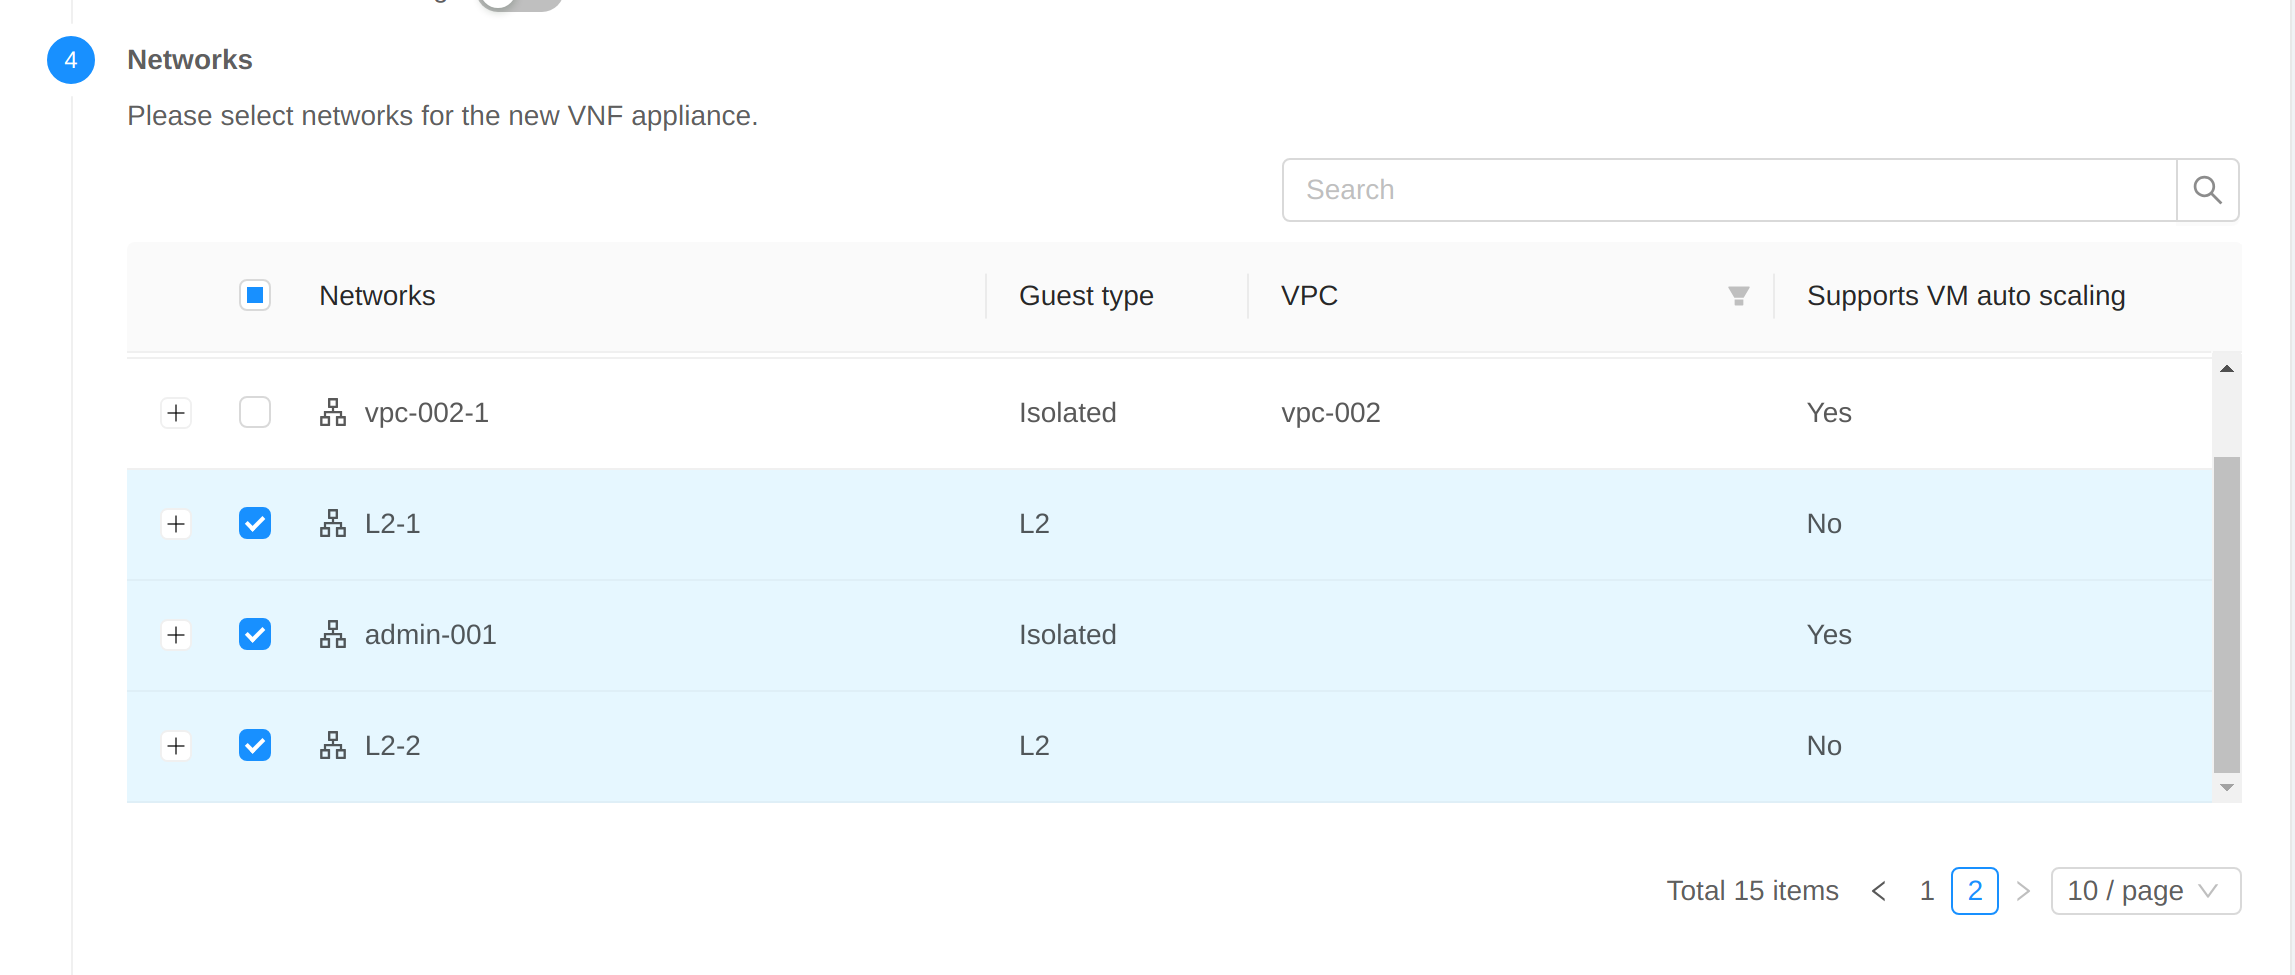 4 Networks
Please select networks for the new VNF appliance.
Search
Networks Guest type VPC Supports VM auto scaling
vpc-002-1 Isolated vpc-002 Yes
L2-1 L2 No
admin-001 Isolated Yes
L2-2 L2 No
Total 15 items < 1 2 > 10 / page